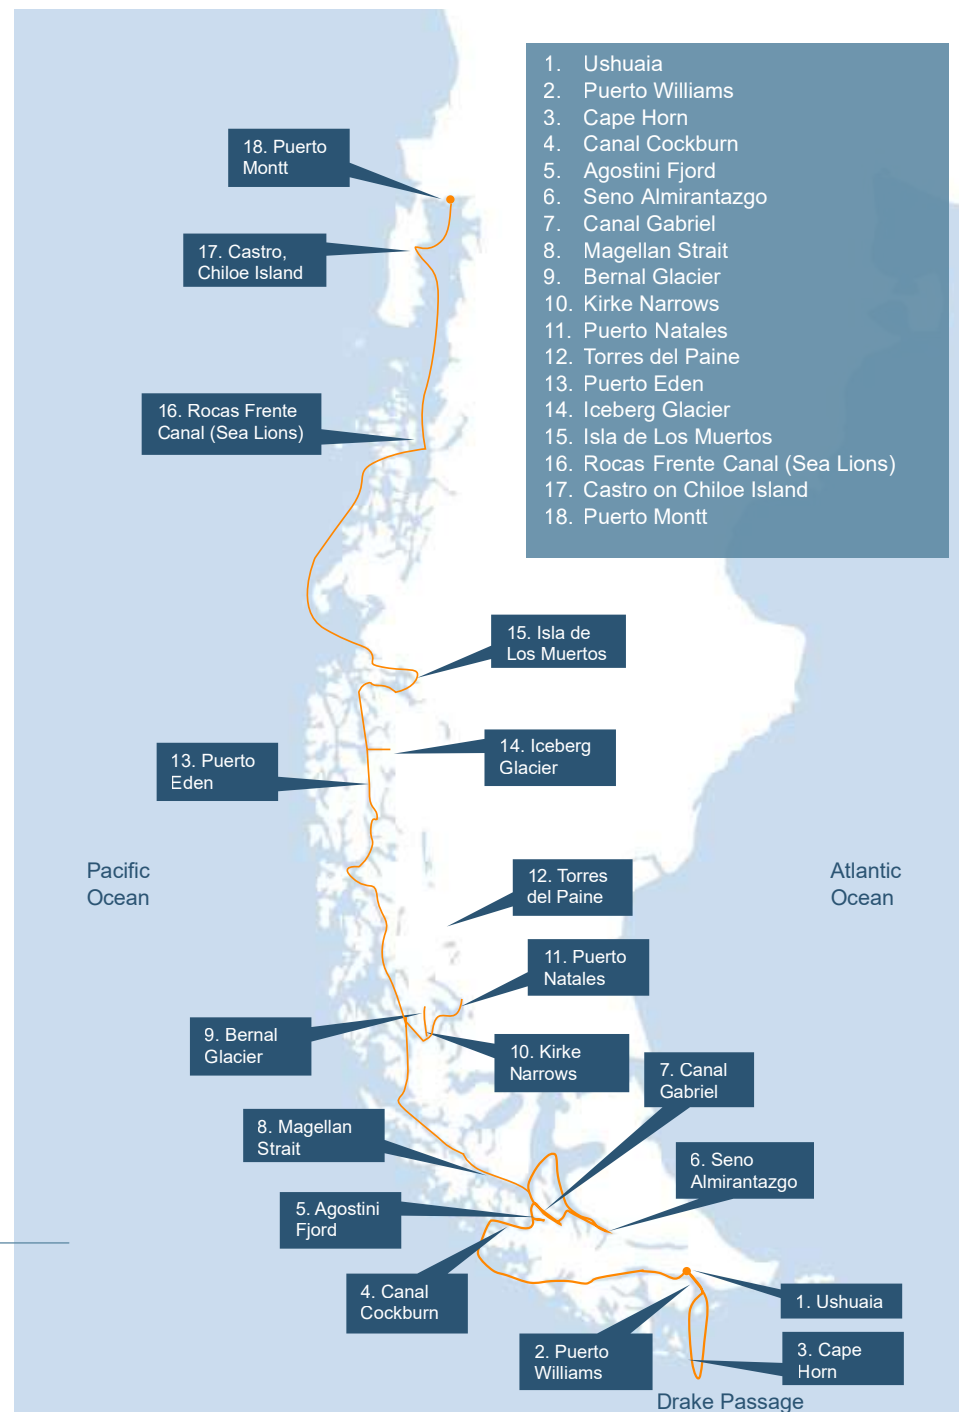 1. Ushuaia
2. Puerto Williams
3. Cape Horn
4. Canal Cockburn
5. Agostini Fjord
6. Seno Almirantazgo
7. Canal Gabriel
8. Magellan Strait
9. Bernal Glacier
10. Kirke Narrows
11. Puerto Natales
12. Torres del Paine
13. Puerto Eden
14. Iceberg Glacier
15. Isla de Los Muertos
16. Rocas Frente Canal (Sea Lions)
17. Castro on Chiloe Island
18. Puerto Montt
18. Puerto
Montt
17. Castro,
Chiloe Island
16. Rocas Frente
Canal (Sea Lions)
15. Isla de
Los Muertos
14. Iceberg
Glacier
13. Puerto
Eden
Pacific
Ocean
Atlantic
Ocean
12. Torres
del Paine
11. Puerto
Natales
9. Bernal
Glacier
10. Kirke
Narrows
7. Canal
Gabriel
8. Magellan
Strait
6. Seno
Almirantazgo
5. Agostini
Fjord
4. Canal
Cockburn
1. Ushuaia
2. Puerto
Williams
3. Cape
Horn
Drake Passage